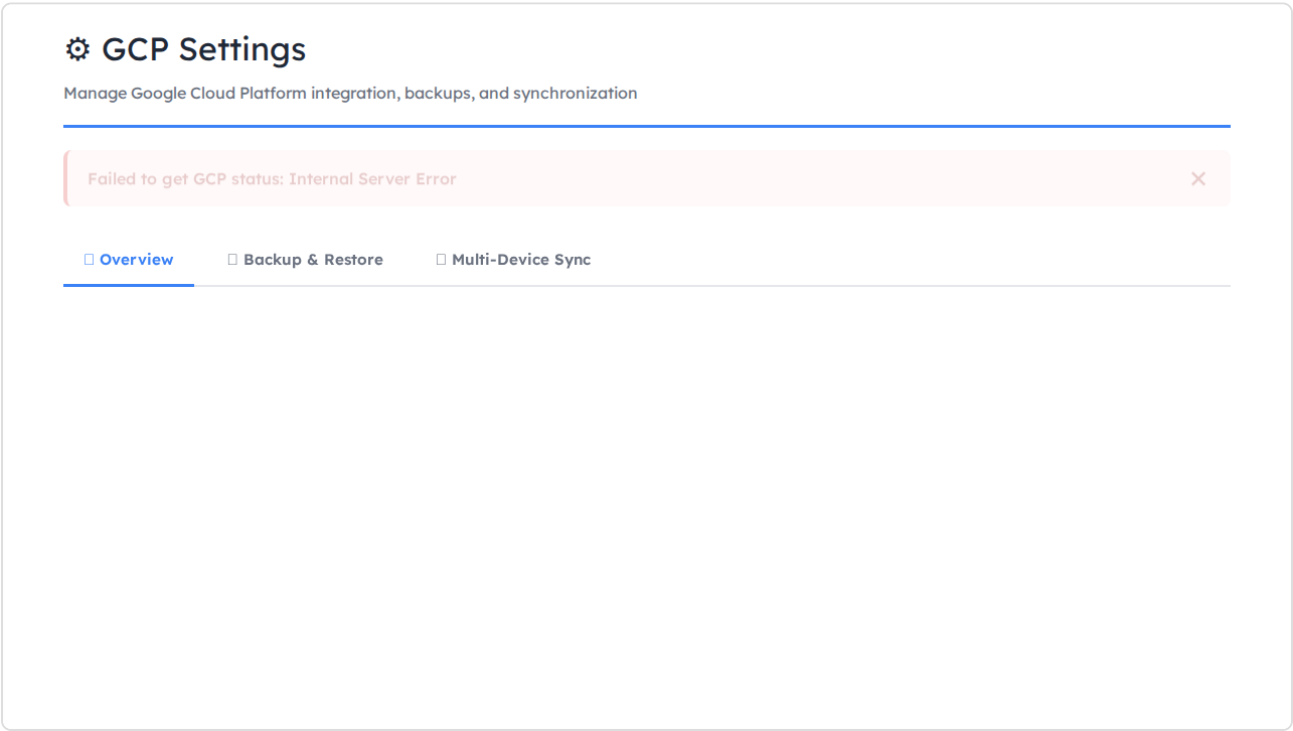 ⚙ GCP Settings
Manage Google Cloud Platform integration, backups, and synchronization
Failed to get GCP status: Internal Server Error ✕
Overview Backup & Restore Multi-Device Sync